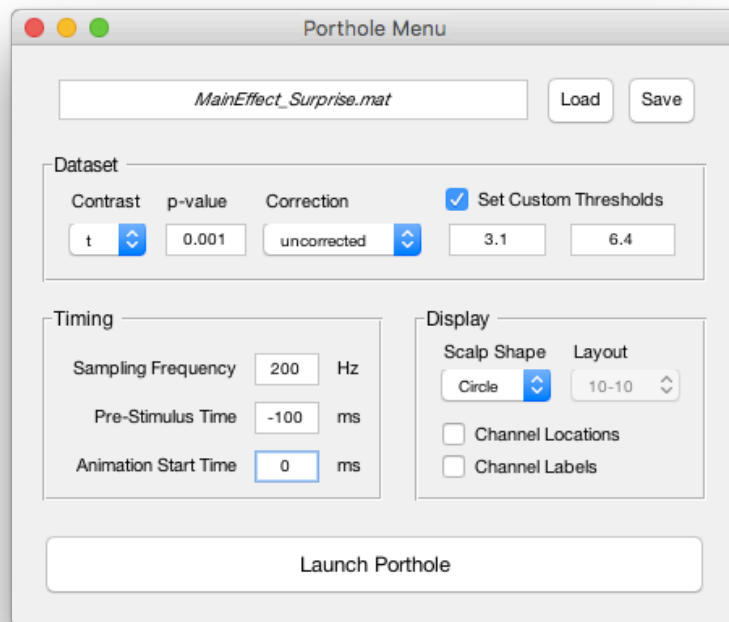 Porthole Menu
MainEffect_Surprise.mat Load Save
Dataset
Contrast p-value Correction Set Custom Thresholds
t 0.001 uncorrected 3.1 6.4
Timing
Sampling Frequency 200 Hz
Pre-Stimulus Time -100 ms
Animation Start Time 0 ms
Display
Scalp Shape Layout
Circle 10-10
Channel Locations
Channel Labels
Launch Porthole